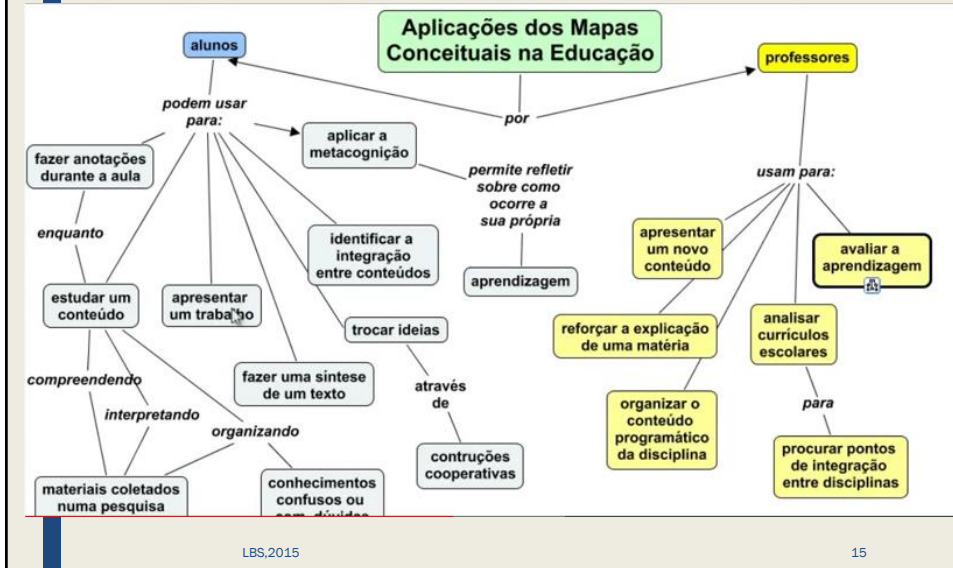 Aplicações dos Mapas
Conceituais na Educação
alunos
professores
por
podem usar
para:
aplicar a
metacognição
permite refletir
sobre como
ocorre a
sua própria
aprendizagem
fazer anotações
durante a aula
enquanto
estudar um
conteúdo
apresentar
um trabalho
identificar a
integração
entre conteúdos
trocar ideias
através
de
contruções
cooperativas
fazer uma síntese
de um texto
compreendendo
interpretando
organizando
materiais coletados
numa pesquisa
conhecimentos
confusos ou
com dúvidas
usam para:
apresentar
um novo
conteúdo
avaliar a
aprendizagem
reforçar a explicação
de uma matéria
analisar
currículos
escolares
organizar o
conteúdo
programático
da disciplina
para
procurar pontos
de integração
entre disciplinas
LBS,2015
15